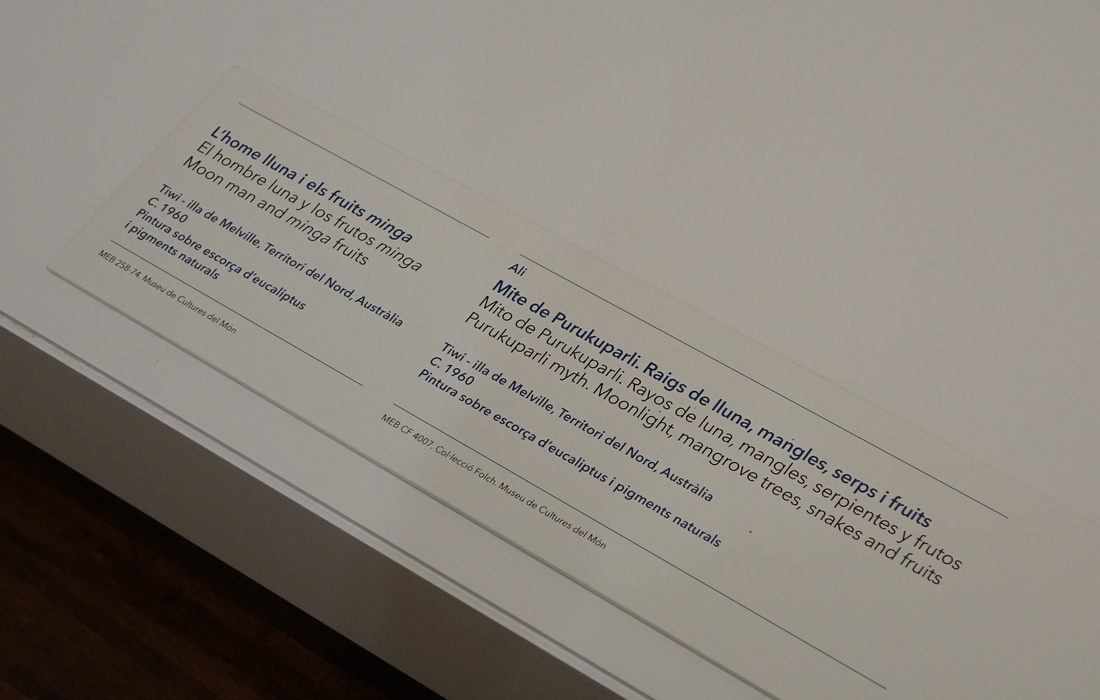 L'home lluna i els fruits minga
El hombre luna y los frutos minga
Moon man and minga fruits
Tiwi - illa de Melville, Territori del Nord, Austràlia
C. 1960
Pintura sobre escorça d'eucaliptus
i pigments naturals
MEB 258-74. Museu de Cultures del Món
Ali
Mite de Purukuparli. Raigs de lluna, mangles, serps i fruits
Mito de Purukuparli. Rayos de luna, mangles, serpientes y frutos
Purukuparli myth. Moonlight, mangrove trees, snakes and fruits
Tiwi - illa de Melville, Territori del Nord, Austràlia
C. 1960
Pintura sobre escorça d'eucaliptus i pigments naturals
MEB CF 4007. Col·lecció Folch. Museu de Cultures del Món